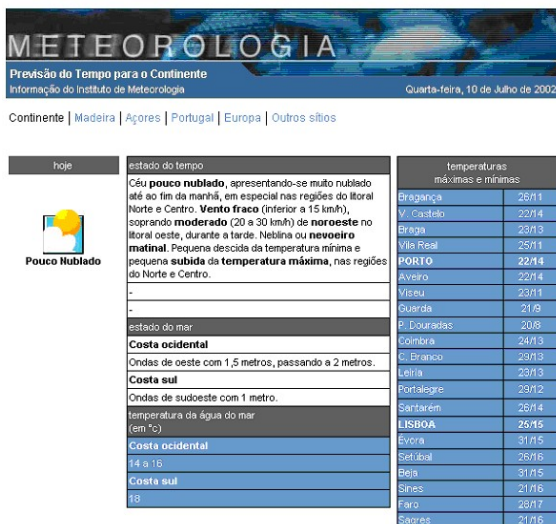 METEOROLOGIA
Previsão do Tempo para o Continente
Informação do Instituto de Meteorologia
Quarta-feira, 10 de Julho de 2002
Continente | Madeira | Açores | Portugal | Europa | Outros sítios
hoje
Pouco Nublado
estado do tempo
Céu pouco nublado, apresentando-se muito nublado
até ao fim da manhã, em especial nas regiões do litoral
Norte e Centro. Vento fraco (inferior a 15 km/h),
soprando moderado (20 a 30 km/h) de noroeste no
litoral oeste, durante a tarde. Neblina ou nevoeiro
matinal. Pequena descida da temperatura mínima e
pequena subida da temperatura máxima, nas regiões
do Norte e Centro.
-
-
estado do mar
Costa ocidental
Ondas de oeste com 1,5 metros, passando a 2 metros.
Costa sul
Ondas de sudoeste com 1 metro.
temperatura da água do mar
(em °c)
Costa ocidental
14 a 16
Costa sul
18
temperaturas
máximas e mínimas
Bragança 26/11
V. Castelo 22/14
Braga 23/13
Vila Real 25/11
PORTO 22/14
Aveiro 22/14
Viseu 23/11
Guarda 21/9
P. Douradas 20/8
Coimbra 24/13
C. Branco 29/13
Leiria 23/13
Portalegre 29/12
Santarém 26/14
LISBOA 25/15
Évora 31/15
Setúbal 26/16
Beja 31/15
Sines 21/16
Faro 28/17
Sagres 21/16